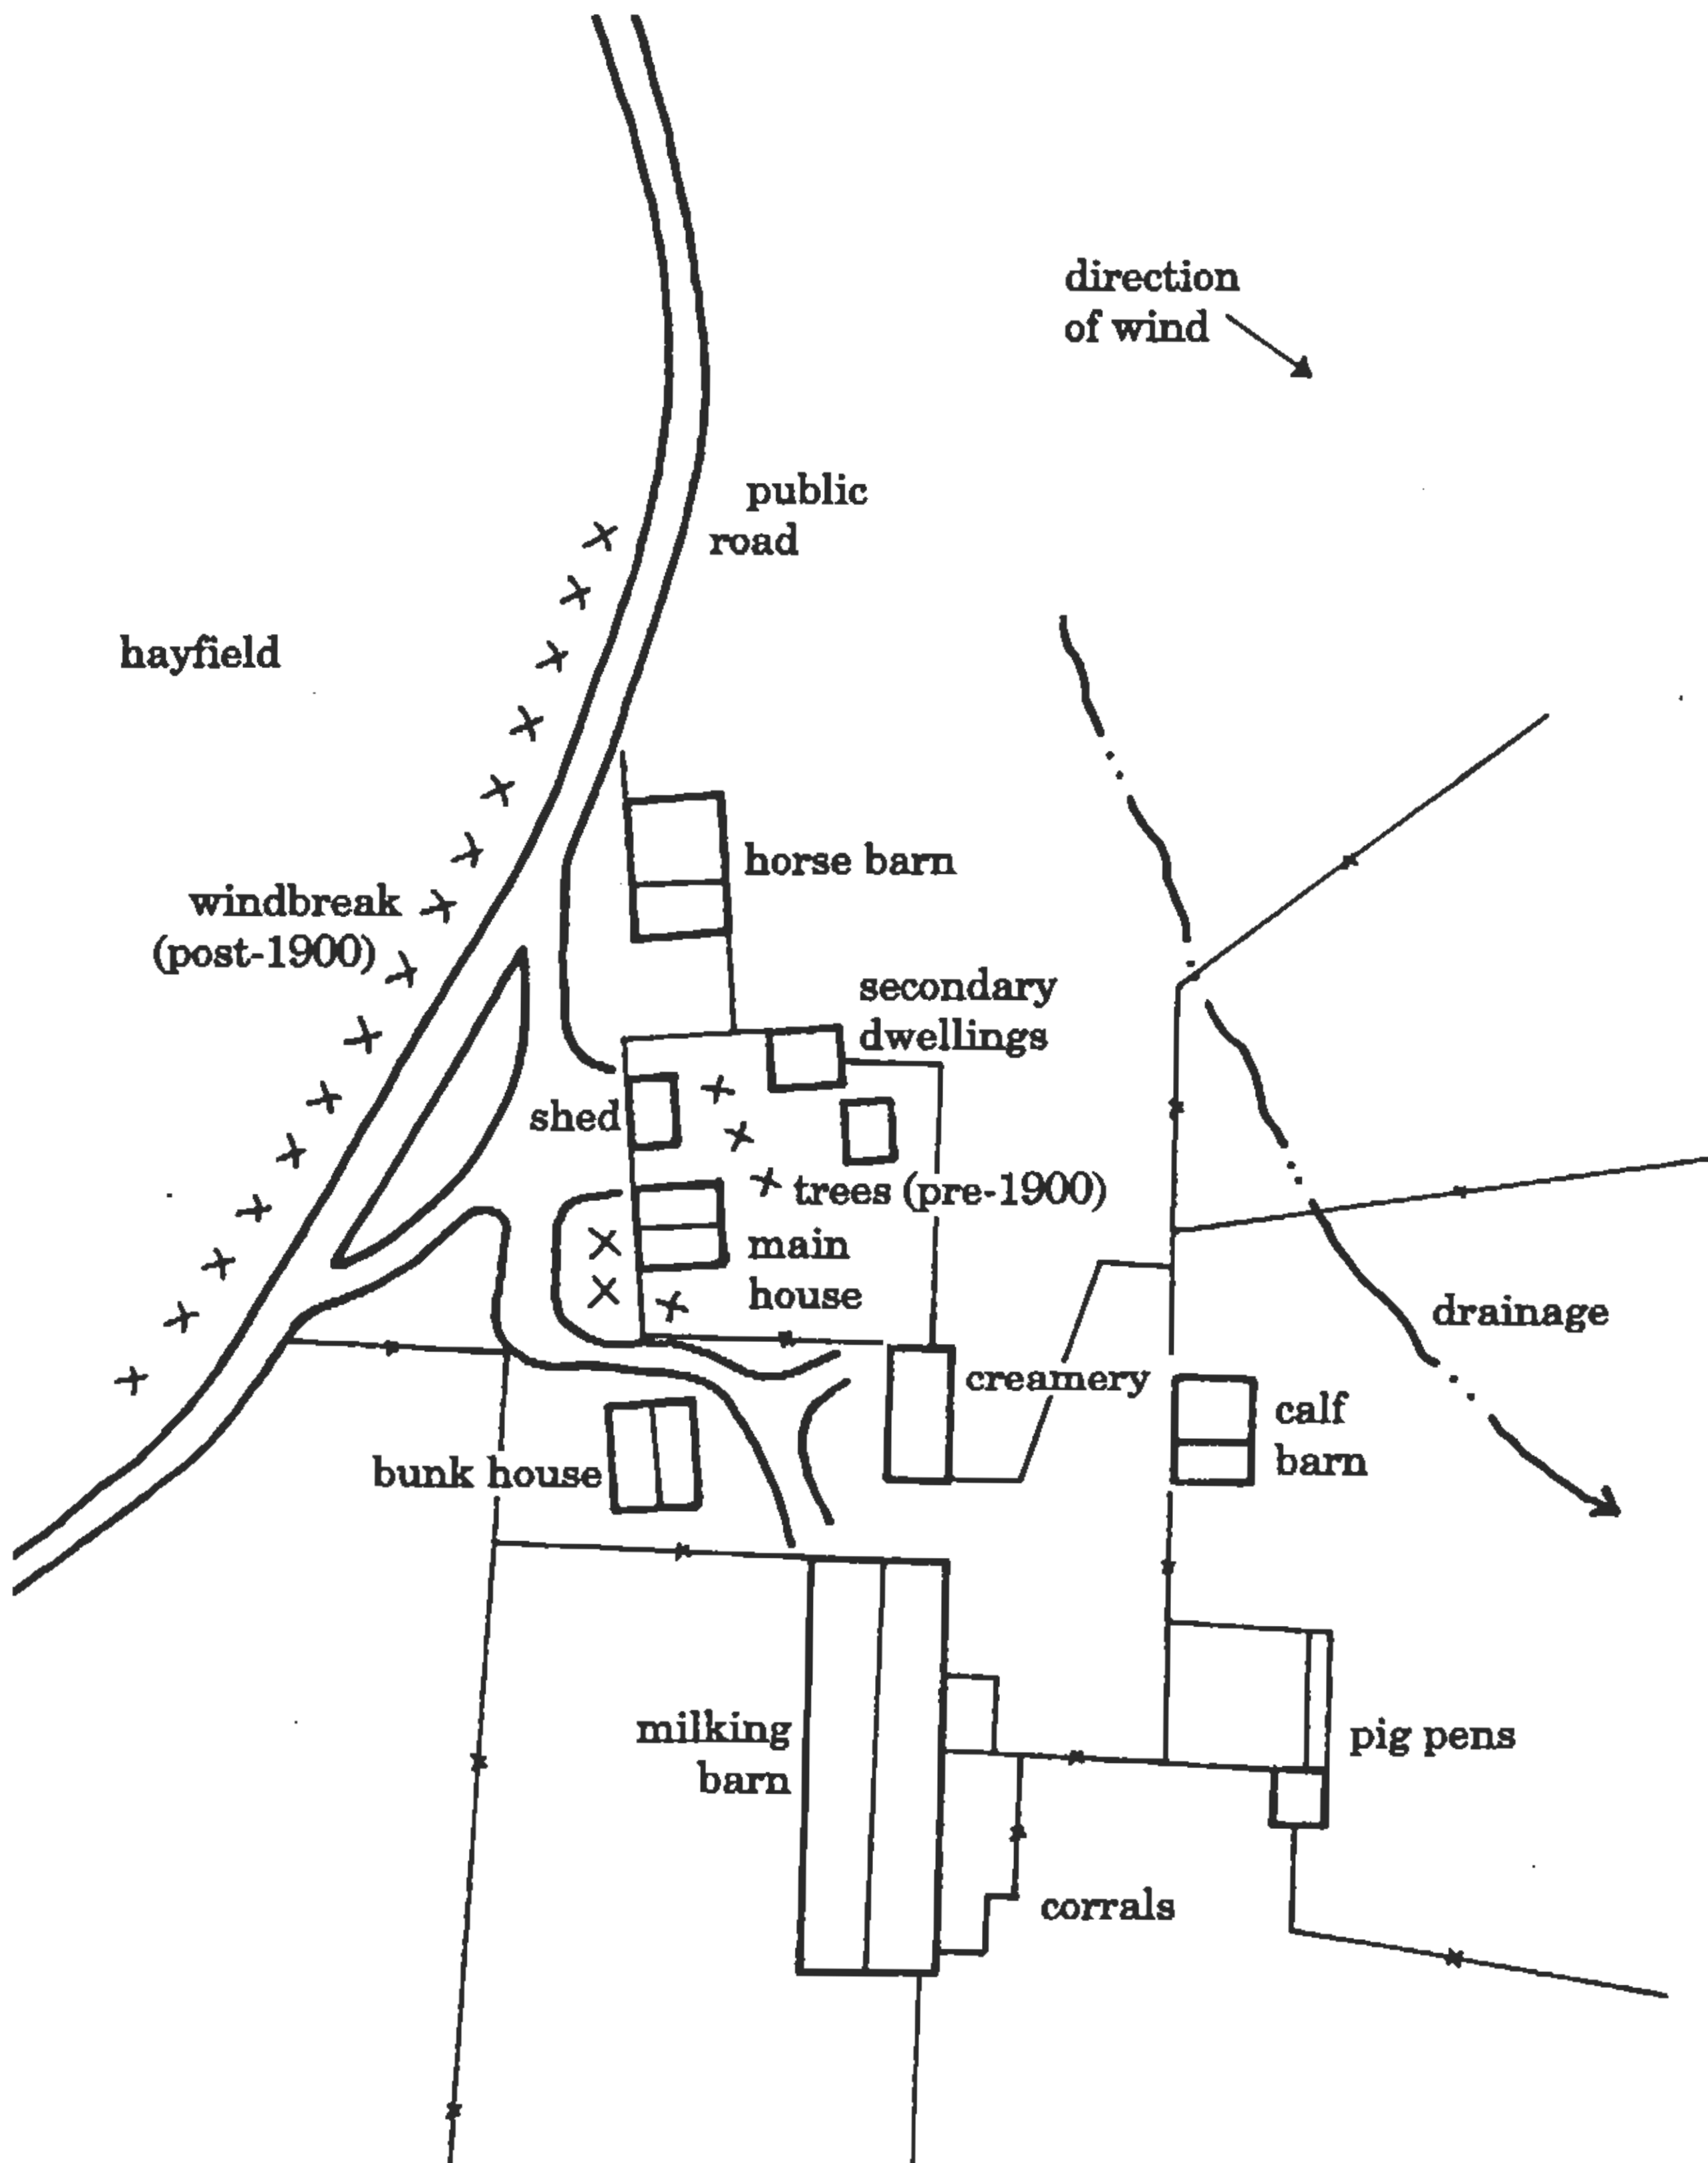 direction
of wind
public
road
hayfield
horse barn
windbreak
(post-1900)
secondary
dwellings
shed
trees (pre-1900)
main
house
drainage
creamery
calf
barn
bunk house
milking
barn
pig pens
corrals